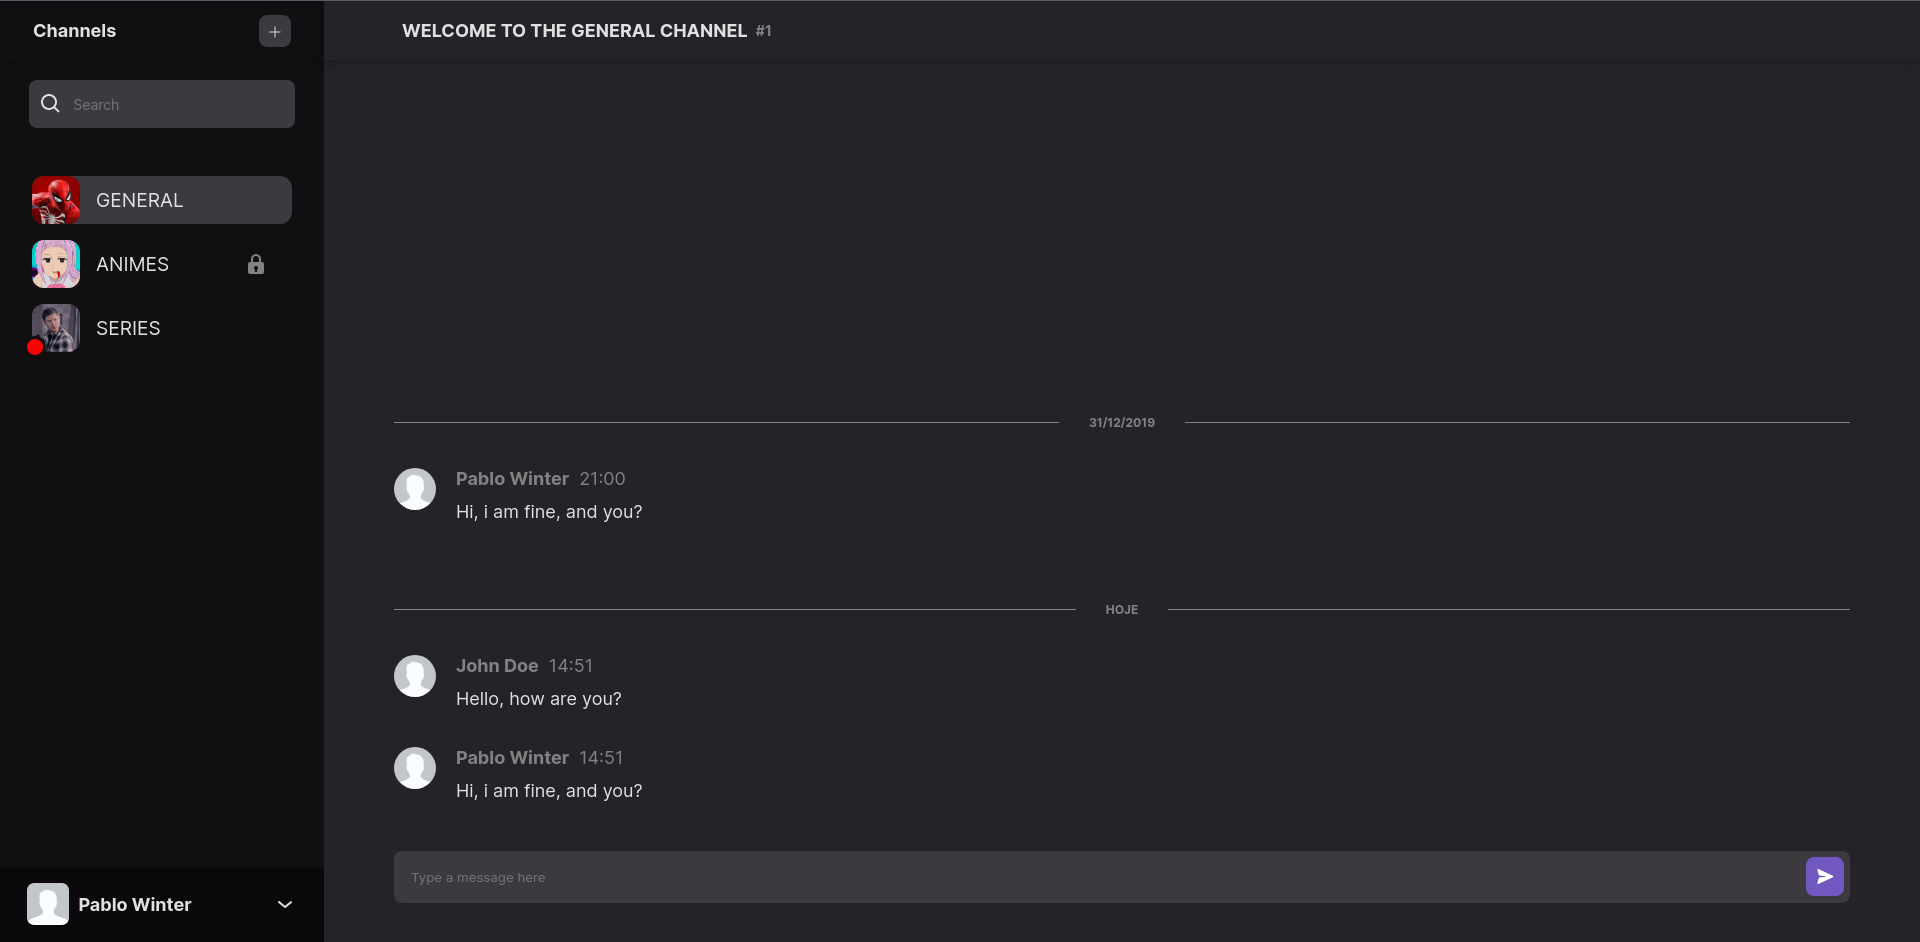 Channels
+
Search
GENERAL
ANIMES
SERIES
Pablo Winter
WELCOME TO THE GENERAL CHANNEL #1
31/12/2019
Pablo Winter 21:00
Hi, i am fine, and you?
HOJE
John Doe 14:51
Hello, how are you?
Pablo Winter 14:51
Hi, i am fine, and you?
Type a message here